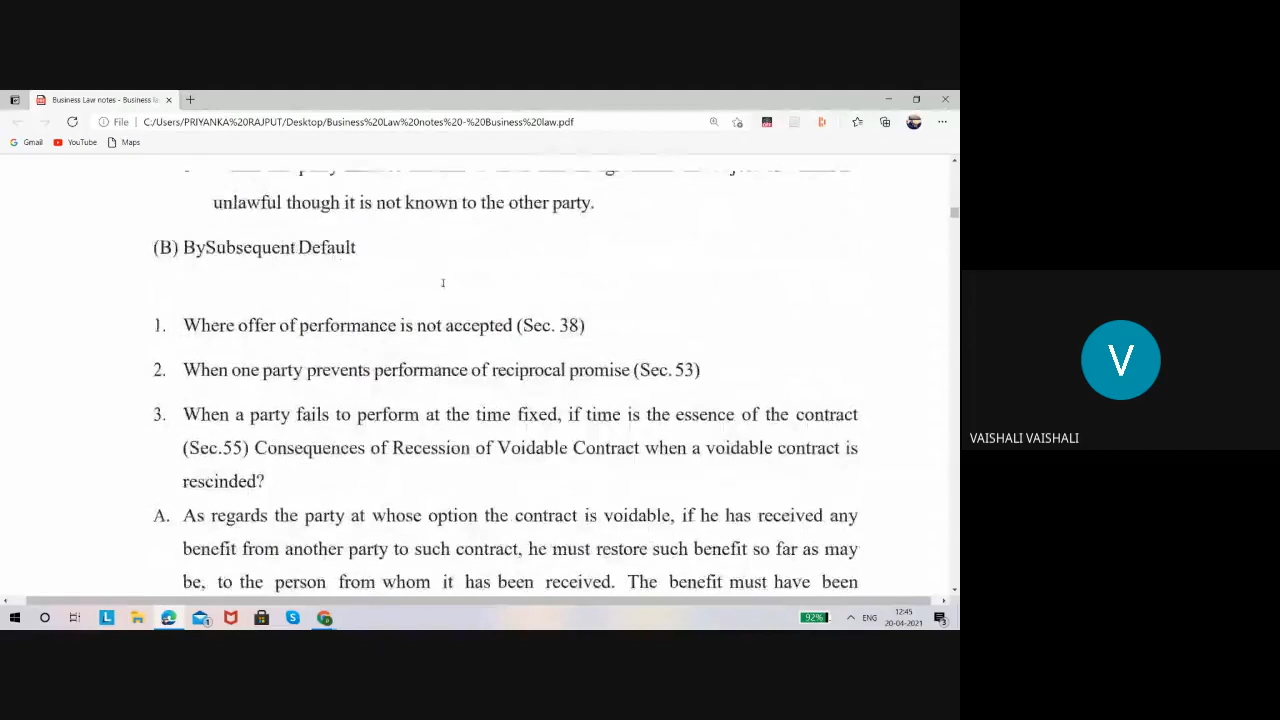 Business Law notes - Business la
File
C:/Users/PRIYANKA%20RAJPUT/Desktop/Business%20Law%20notes%20-%20Business%20law.pdf
Gmail YouTube Maps
unlawful though it is not known to the other party.
(B) BySubsequent Default
1. Where offer of performance is not accepted (Sec. 38)
2. When one party prevents performance of reciprocal promise (Sec. 53)
3. When a party fails to perform at the time fixed, if time is the essence of the contract
(Sec.55) Consequences of Recession of Voidable Contract when a voidable contract is
rescinded?
A. As regards the party at whose option the contract is voidable, if he has received any
benefit from another party to such contract, he must restore such benefit so far as may
be, to the person from whom it has been received. The benefit must have been
V
VAISHALI VAISHALI
92%
ENG
12:45
20-04-2021